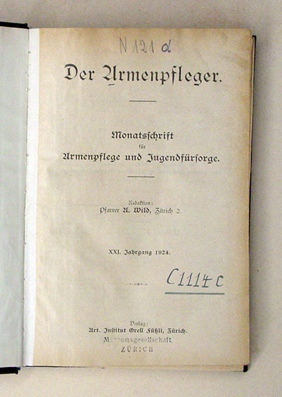 N 121 d
Der Armenpfleger.
Monatsschrift
für
Armenpflege und Jugendfürsorge.
Redaktion:
Pfarrer A. Wild, Zürich 2.
XXI. Jahrgang 1924.
C1114 C
Verlag:
Art. Institut Orell Füßli, Zürich.
ZÜRICH